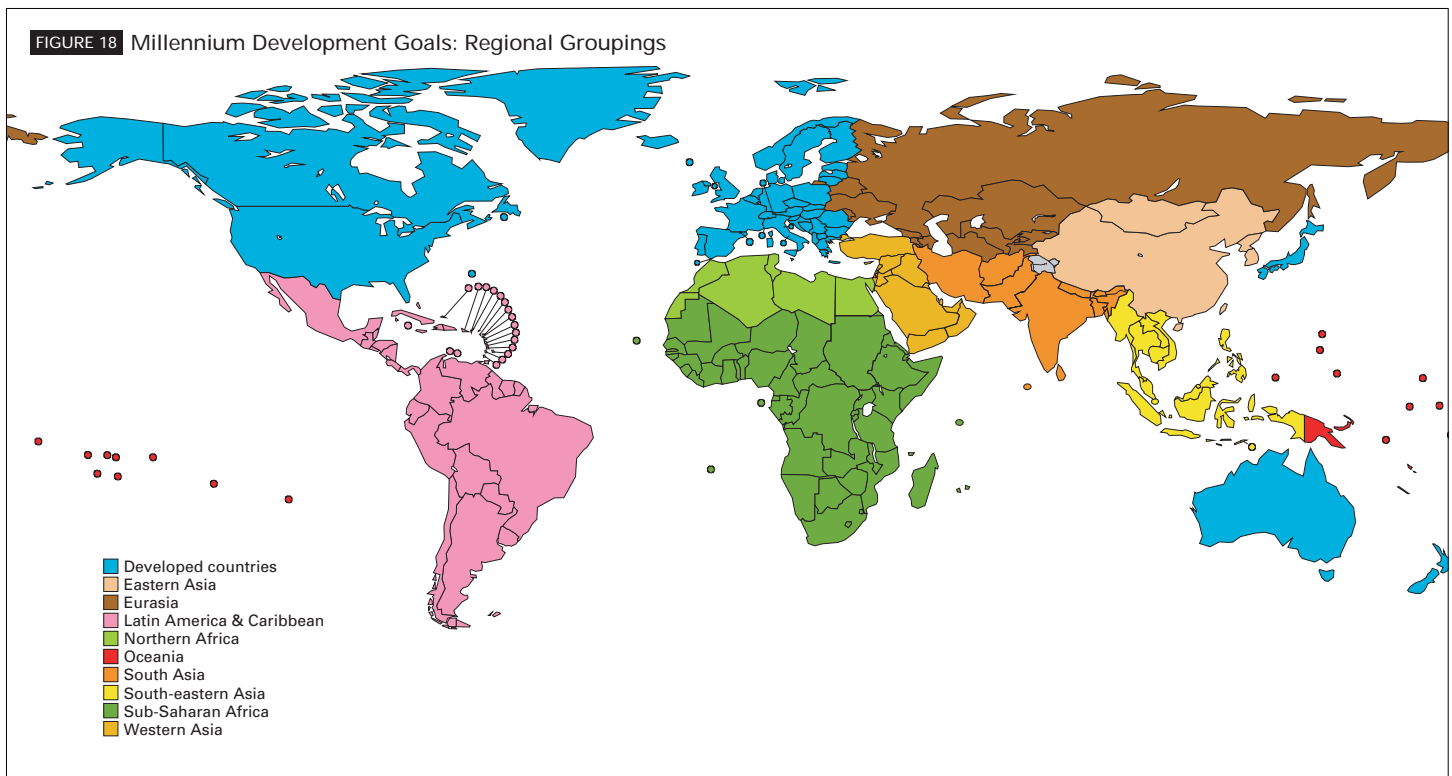 FIGURE 18 Millennium Development Goals: Regional Groupings
Developed countries
Eastern Asia
Eurasia
Latin America & Caribbean
Northern Africa
Oceania
South Asia
South-eastern Asia
Sub-Saharan Africa
Western Asia